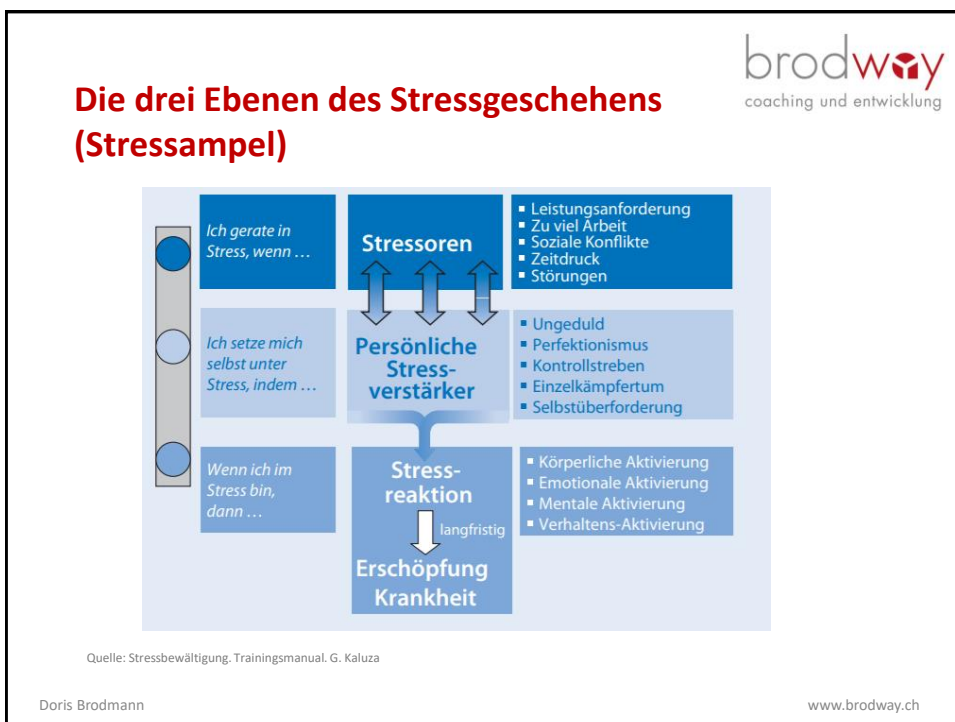 brodway
coaching und entwicklung
Die drei Ebenen des Stressgeschehens
(Stressampel)
Ich gerate in
Stress, wenn …
Stressoren
▪ Leistungsanforderung
▪ Zu viel Arbeit
▪ Soziale Konflikte
▪ Zeitdruck
▪ Störungen
Ich setze mich
selbst unter
Stress, indem …
Persönliche
Stress-
verstärker
▪ Ungeduld
▪ Perfektionismus
▪ Kontrollstreben
▪ Einzelkämpfertum
▪ Selbstüberforderung
Wenn ich im
Stress bin,
dann …
Stress-
reaktion
langfristig
Erschöpfung
Krankheit
▪ Körperliche Aktivierung
▪ Emotionale Aktivierung
▪ Mentale Aktivierung
▪ Verhaltens-Aktivierung
Quelle: Stressbewältigung. Trainingsmanual. G. Kaluza
Doris Brodmann
www.brodway.ch